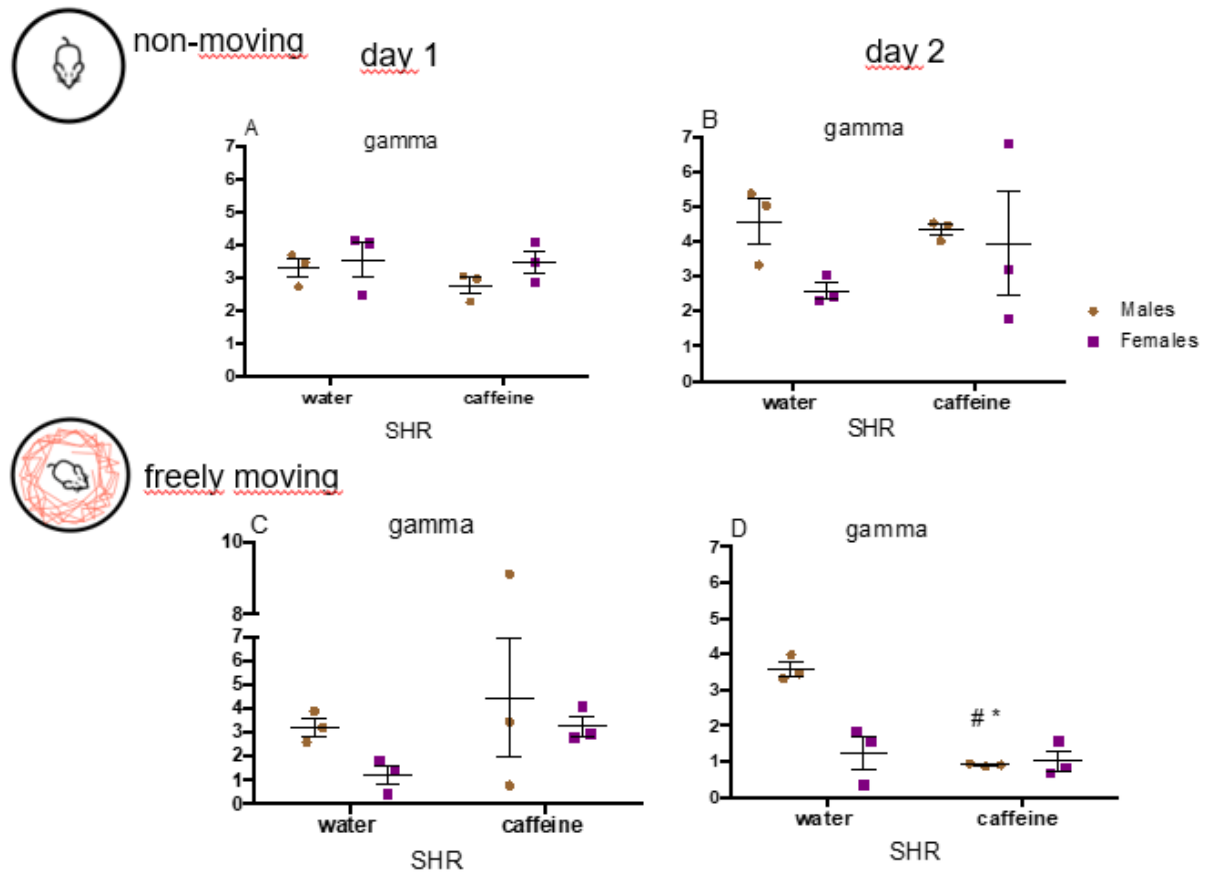 non-moving
day 1
day 2
A
gamma
7
6
5
4
3
2
1
0
water caffeine
SHR
B
gamma
7
6
5
4
3
2
1
0
water caffeine
SHR
Males
Females
freely moving
C
gamma
10
8
7
6
5
4
3
2
1
0
water caffeine
SHR
D
gamma
7
6
5
4
3
2
1
0
# *
water caffeine
SHR